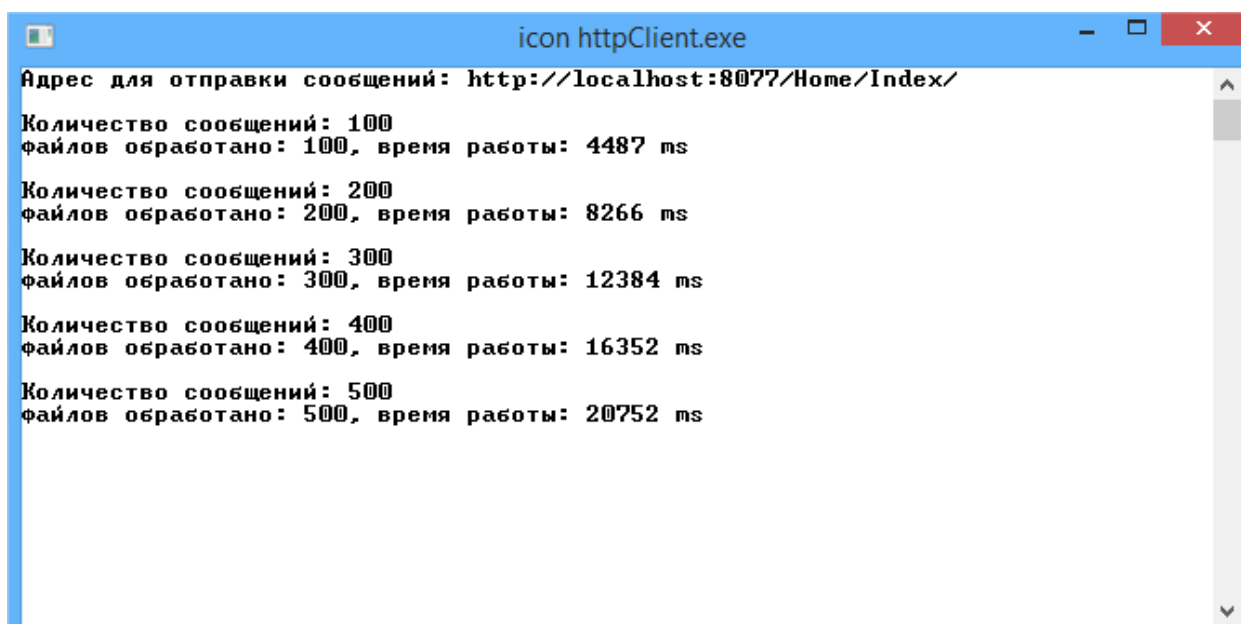 icon httpClient.exe
Адрес для отправки сообщений: http://localhost:8077/Home/Index/
Количество сообщений: 100
Файлов обработано: 100, время работы: 4487 ms
Количество сообщений: 200
Файлов обработано: 200, время работы: 8266 ms
Количество сообщений: 300
Файлов обработано: 300, время работы: 12384 ms
Количество сообщений: 400
Файлов обработано: 400, время работы: 16352 ms
Количество сообщений: 500
Файлов обработано: 500, время работы: 20752 ms